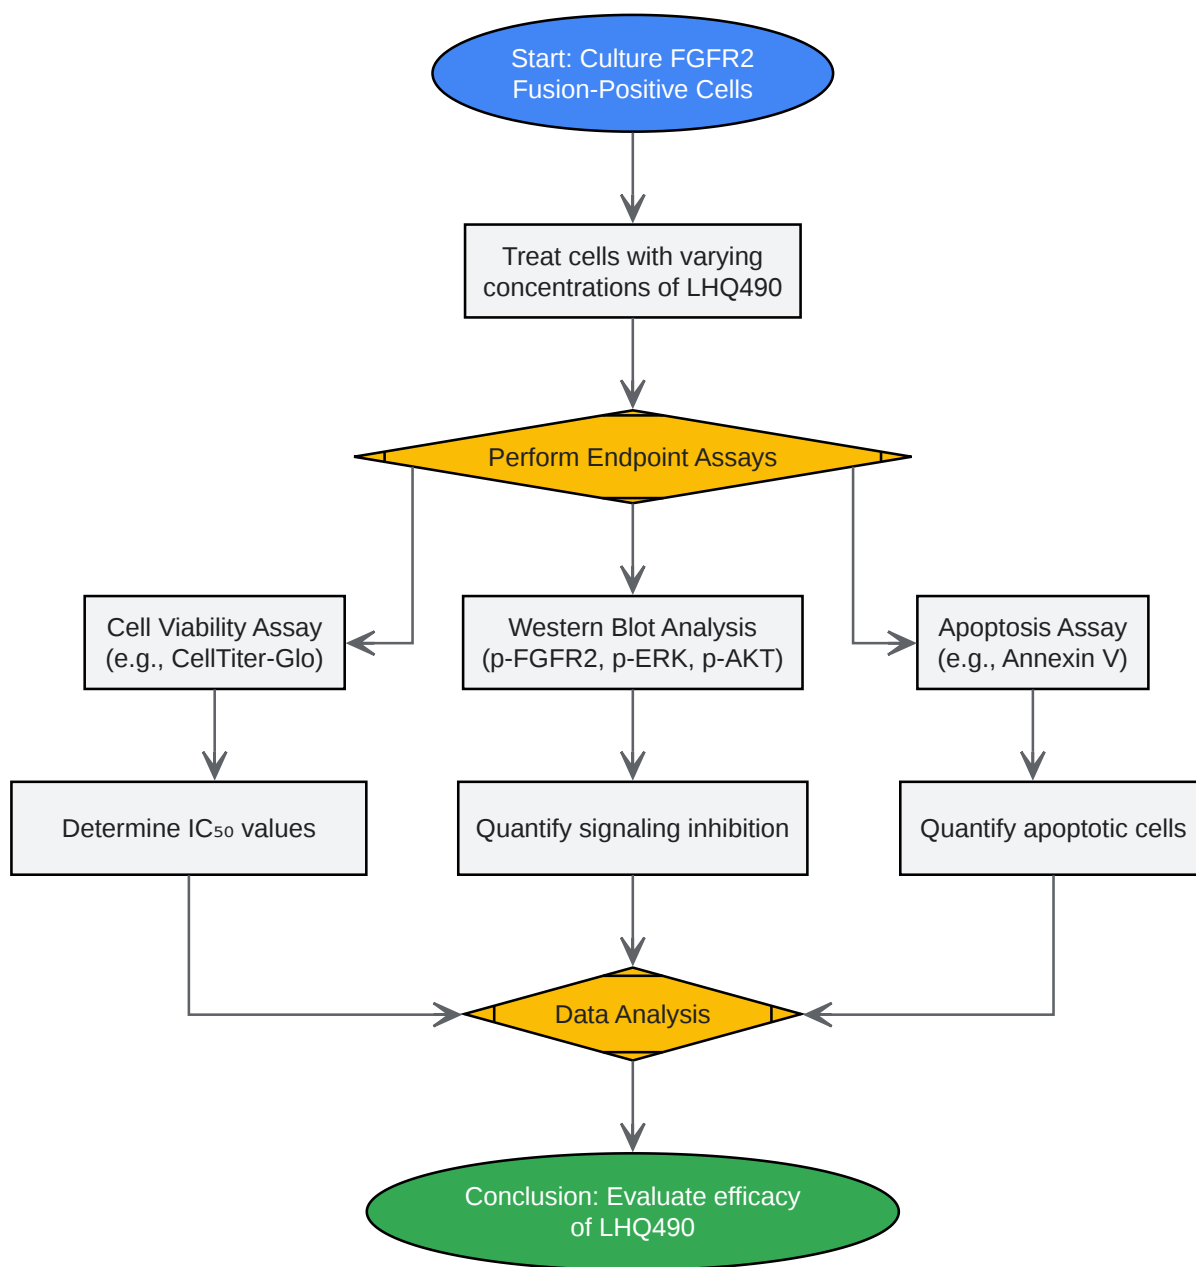 Start: Culture FGFR2
Fusion-Positive Cells
Treat cells with varying
concentrations of LHQ490
Perform Endpoint Assays
Cell Viability Assay
(e.g., CellTiter-Glo)
Western Blot Analysis
(p-FGFR2, p-ERK, p-AKT)
Apoptosis Assay
(e.g., Annexin V)
Determine IC₅₀ values
Quantify signaling inhibition
Quantify apoptotic cells
Data Analysis
Conclusion: Evaluate efficacy
of LHQ490